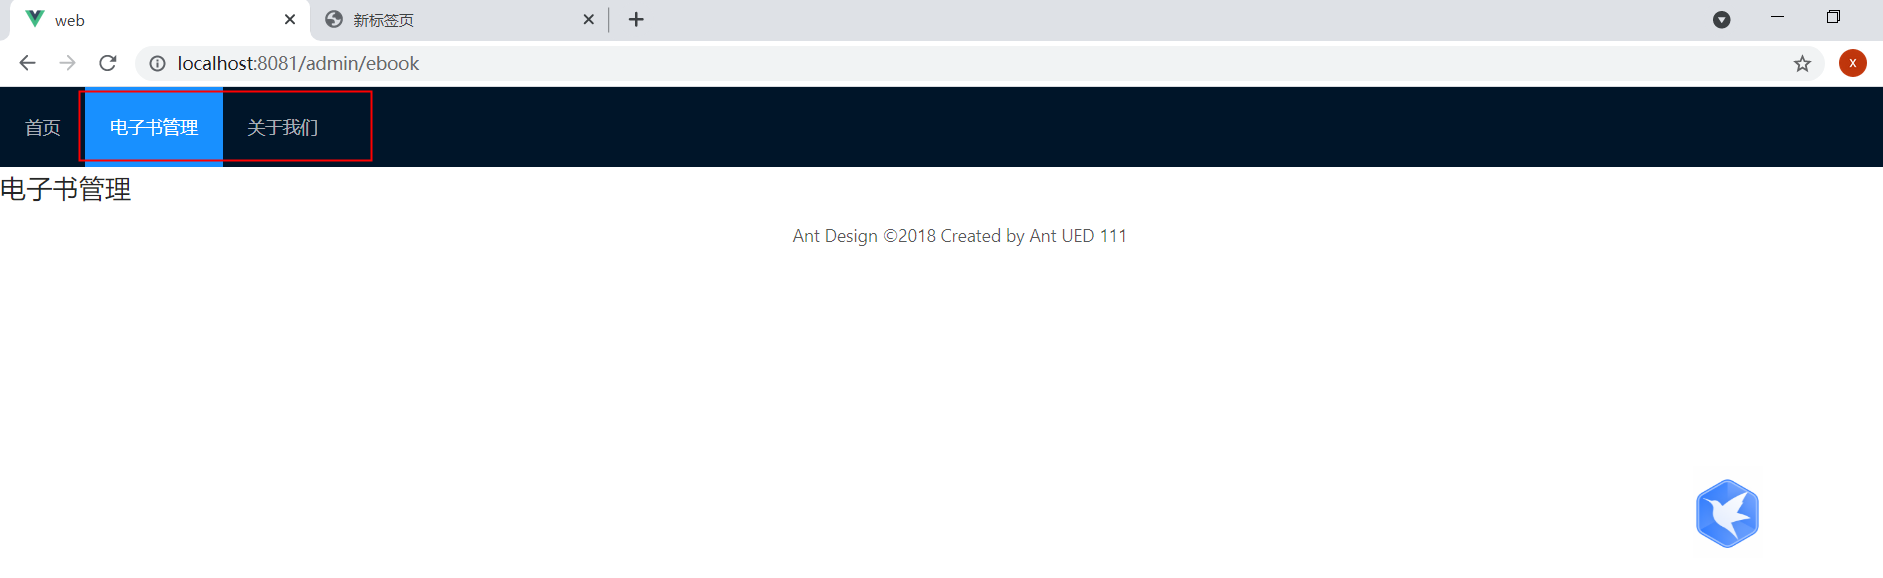 web
新标签页
localhost:8081/admin/ebook
x
首页 电子书管理 关于我们
电子书管理
Ant Design ©2018 Created by Ant UED 111